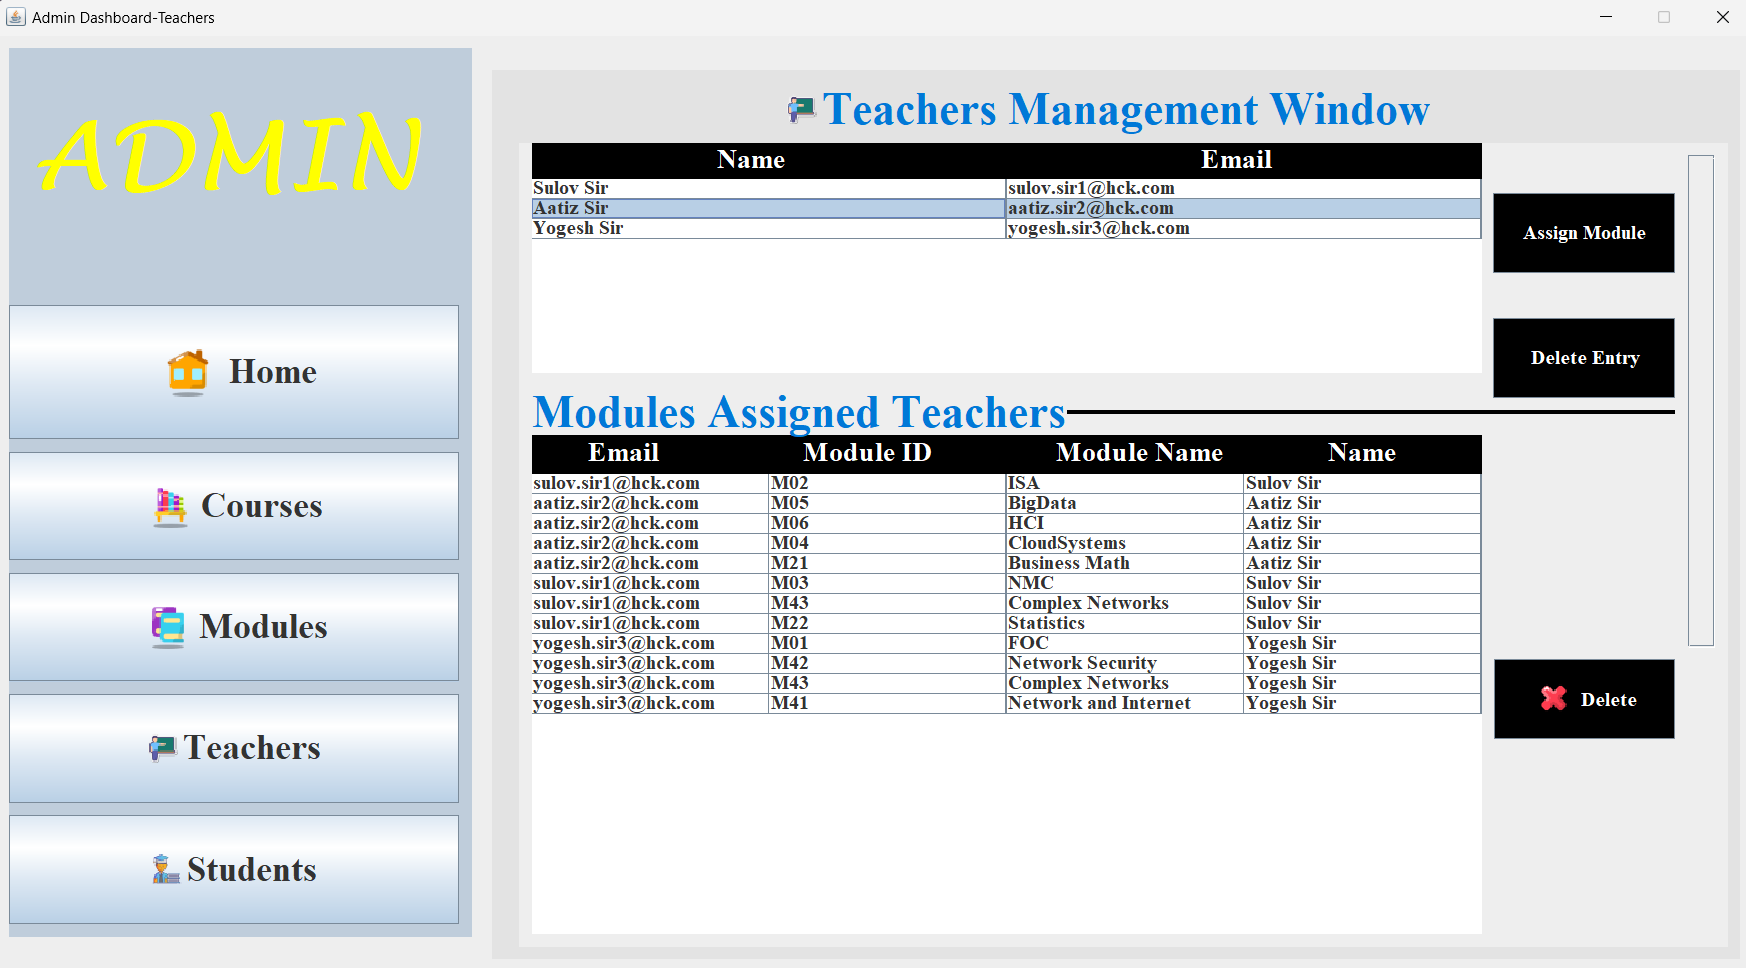 Admin Dashboard-Teachers
ADMIN
Home
Courses
Modules
Teachers
Students
Teachers Management Window
Name Email
Sulov Sir sulov.sir1@hck.com
Aatiz Sir aatiz.sir2@hck.com
Yogesh Sir yogesh.sir3@hck.com
Assign Module
Delete Entry
Modules Assigned Teachers
Email Module ID Module Name Name
sulov.sir1@hck.com M02 ISA Sulov Sir
aatiz.sir2@hck.com M05 BigData Aatiz Sir
aatiz.sir2@hck.com M06 HCI Aatiz Sir
aatiz.sir2@hck.com M04 CloudSystems Aatiz Sir
aatiz.sir2@hck.com M21 Business Math Aatiz Sir
sulov.sir1@hck.com M03 NMC Sulov Sir
sulov.sir1@hck.com M43 Complex Networks Sulov Sir
sulov.sir1@hck.com M22 Statistics Sulov Sir
yogesh.sir3@hck.com M01 FOC Yogesh Sir
yogesh.sir3@hck.com M42 Network Security Yogesh Sir
yogesh.sir3@hck.com M43 Complex Networks Yogesh Sir
yogesh.sir3@hck.com M41 Network and Internet Yogesh Sir
Delete